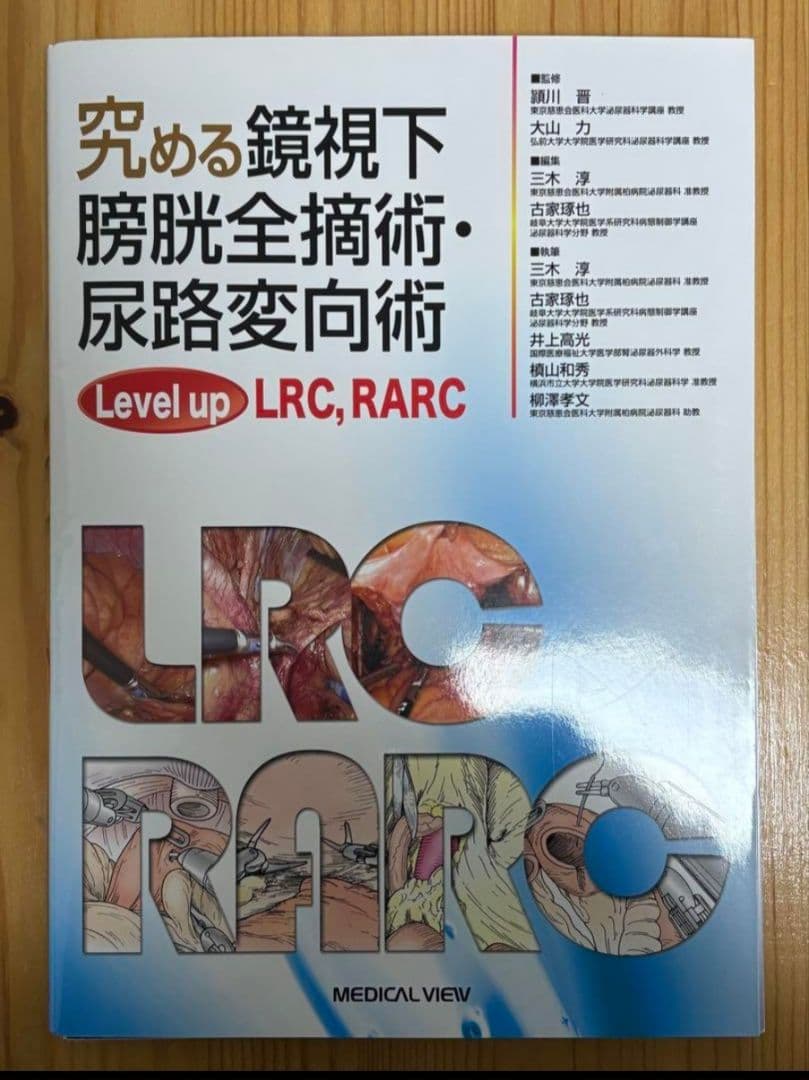 究める鏡視下
膀胱全摘術・
尿路変向術
Level up LRC, RARC
■監修
頴川 晋
東京慈恵会医科大学泌尿器科学講座 教授
大山 力
弘前大学大学院医学研究科泌尿器科学講座 教授
■編集
三木 淳
東京慈恵会医科大学附属柏病院泌尿器科 准教授
古家琢也
岐阜大学大学院医学系研究科病態制御学講座
泌尿器科学分野 教授
■執筆
三木 淳
東京慈恵会医科大学附属柏病院泌尿器科 准教授
古家琢也
岐阜大学大学院医学系研究科病態制御学講座
泌尿器科学分野 教授
井上高光
国際医療福祉大学医学部腎泌尿器外科学 教授
槙山和秀
横浜市立大学大学院医学研究科泌尿器科学 准教授
柳澤孝文
東京慈恵会医科大学附属柏病院泌尿器科 助教
LRC
RARC
MEDICAL VIEW